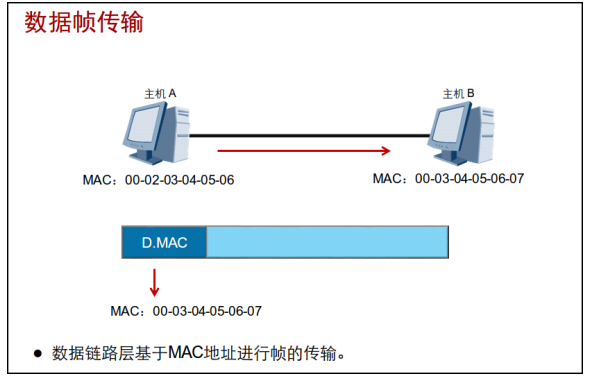 数据帧传输
主机 A
主机 B
MAC：00-02-03-04-05-06
MAC：00-03-04-05-06-07
D.MAC
MAC：00-03-04-05-06-07
● 数据链路层基于MAC地址进行帧的传输。